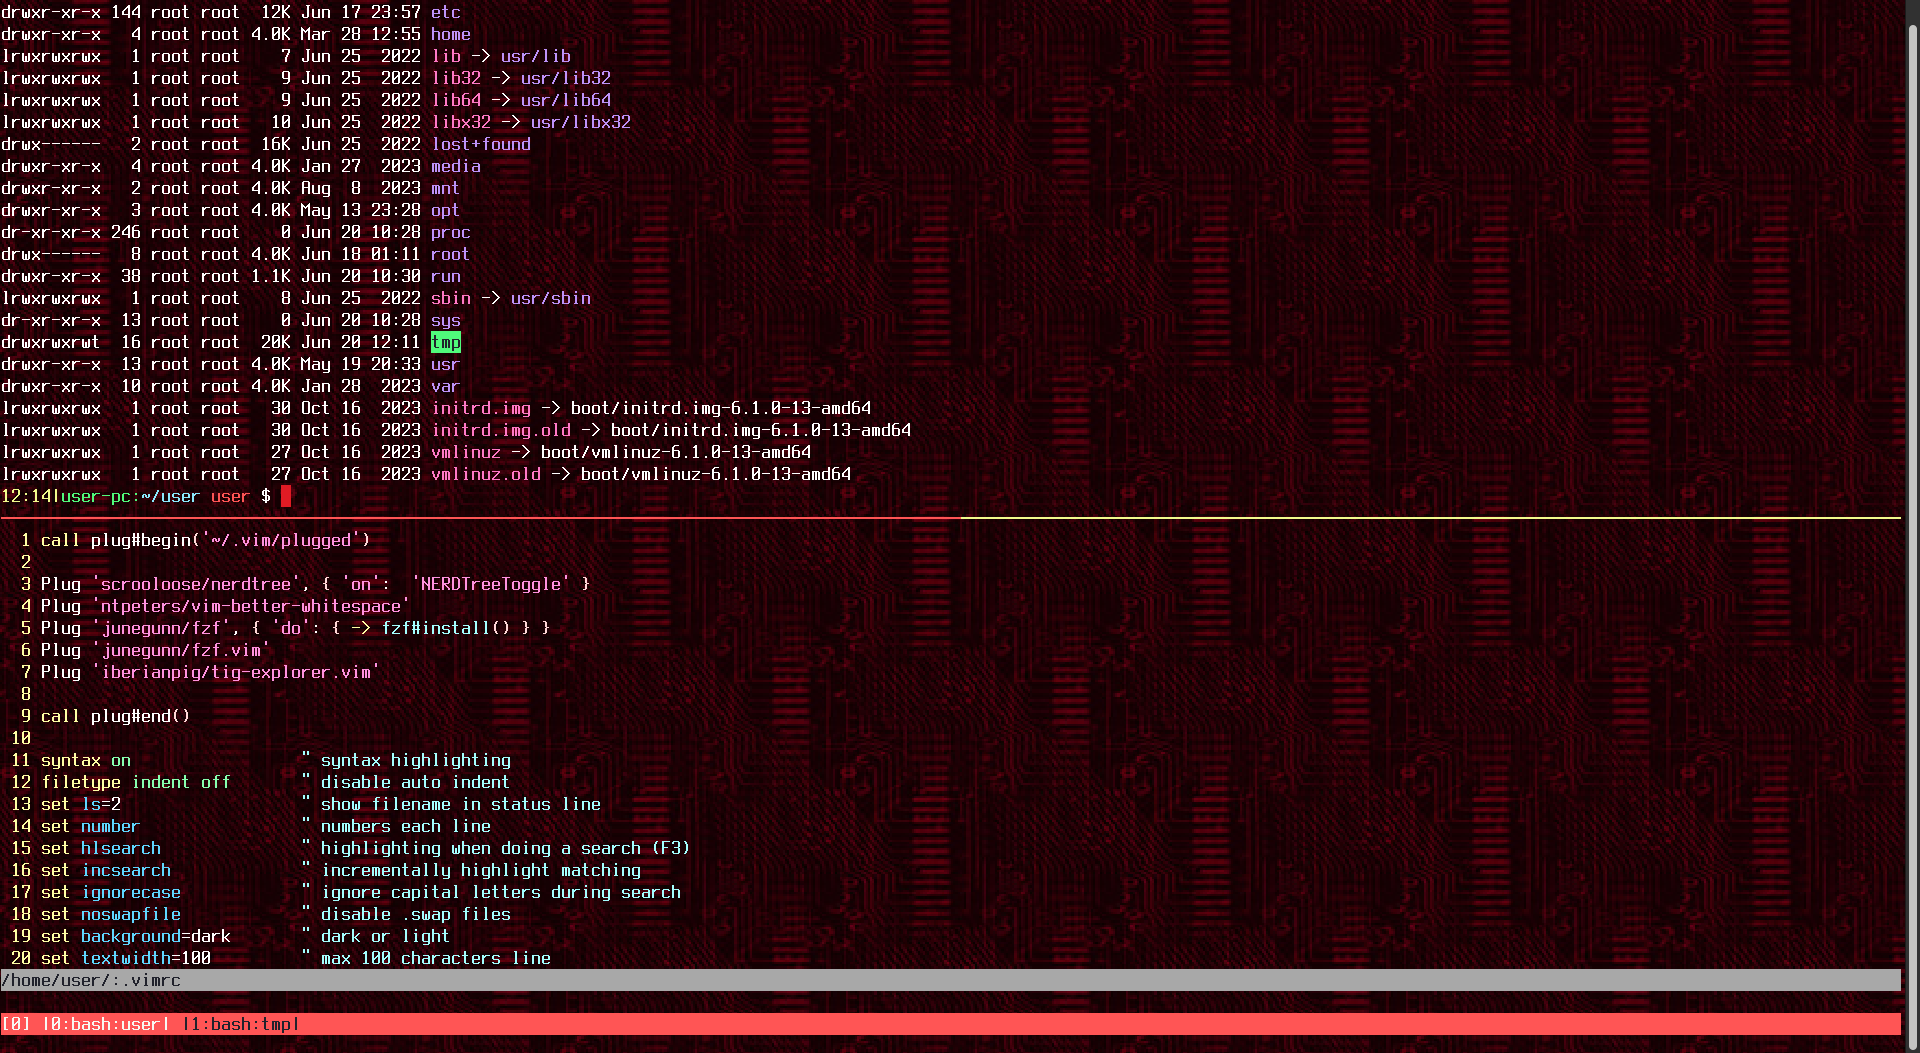 drwxr-xr-x 144 root root  12K Jun 17 23:57 etc
drwxr-xr-x   4 root root 4.0K Mar 28 12:55 home
lrwxrwxrwx   1 root root    7 Jun 25  2022 lib -> usr/lib
lrwxrwxrwx   1 root root    9 Jun 25  2022 lib32 -> usr/lib32
lrwxrwxrwx   1 root root    9 Jun 25  2022 lib64 -> usr/lib64
lrwxrwxrwx   1 root root   10 Jun 25  2022 libx32 -> usr/libx32
drwx------   2 root root  16K Jun 25  2022 lost+found
drwxr-xr-x   4 root root 4.0K Jan 27  2023 media
drwxr-xr-x   2 root root 4.0K Aug  8  2023 mnt
drwxr-xr-x   3 root root 4.0K May 13 23:28 opt
dr-xr-xr-x 246 root root    0 Jun 20 10:28 proc
drwx------   8 root root 4.0K Jun 18 01:11 root
drwxr-xr-x  38 root root 1.1K Jun 20 10:30 run
lrwxrwxrwx   1 root root    8 Jun 25  2022 sbin -> usr/sbin
dr-xr-xr-x  13 root root    0 Jun 20 10:28 sys
drwxrwxrwt  16 root root  20K Jun 20 12:11 tmp
drwxr-xr-x  13 root root 4.0K May 19 20:33 usr
drwxr-xr-x  10 root root 4.0K Jan 28  2023 var
lrwxrwxrwx   1 root root   30 Oct 16  2023 initrd.img -> boot/initrd.img-6.1.0-13-amd64
lrwxrwxrwx   1 root root   30 Oct 16  2023 initrd.img.old -> boot/initrd.img-6.1.0-13-amd64
lrwxrwxrwx   1 root root   27 Oct 16  2023 vmlinuz -> boot/vmlinuz-6.1.0-13-amd64
lrwxrwxrwx   1 root root   27 Oct 16  2023 vmlinuz.old -> boot/vmlinuz-6.1.0-13-amd64
12:14|user-pc:~/user user $
  1 call plug#begin('~/.vim/plugged')
  2
  3 Plug 'scrooloose/nerdtree', { 'on':  'NERDTreeToggle' }
  4 Plug 'ntpeters/vim-better-whitespace'
  5 Plug 'junegunn/fzf', { 'do': { -> fzf#install() } }
  6 Plug 'junegunn/fzf.vim'
  7 Plug 'iberianpig/tig-explorer.vim'
  8
  9 call plug#end()
 10
 11 syntax on                 " syntax highlighting
 12 filetype indent off       " disable auto indent
 13 set ls=2                  " show filename in status line
 14 set number                " numbers each line
 15 set hlsearch              " highlighting when doing a search (F3)
 16 set incsearch             " incrementally highlight matching
 17 set ignorecase            " ignore capital letters during search
 18 set noswapfile            " disable .swap files
 19 set background=dark       " dark or light
 20 set textwidth=100         " max 100 characters line
/home/user/:.vimrc
[0] |0:bash:user| |1:bash:tmp|